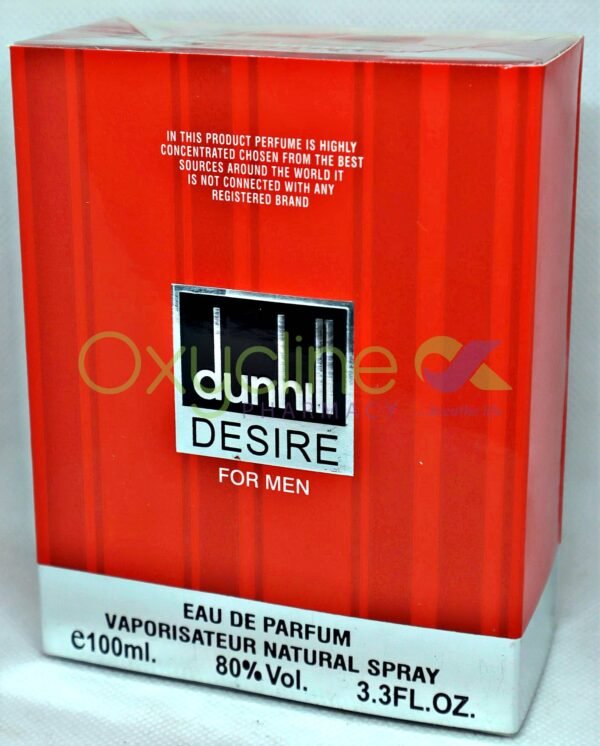 IN THIS PRODUCT PERFUME IS HIGHLY
CONCENTRATED CHOSEN FROM THE BEST
SOURCES AROUND THE WORLD IT
IS NOT CONNECTED WITH ANY
REGISTERED BRAND
Oxycline
dunhill
PHARMACY
DESIRE
FOR MEN
EAU DE PARFUM
VAPORISATEUR NATURAL SPRAY
e100ml. 80% Vol. 3.3FL.OZ.